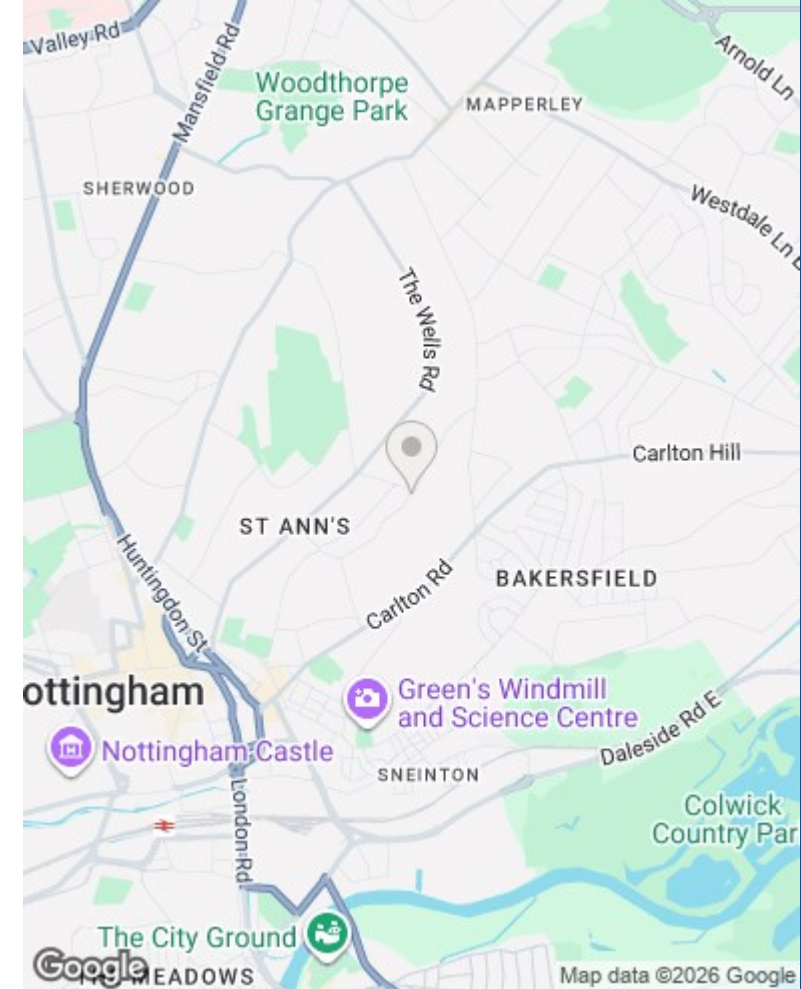 Valley Rd
Mansfield Rd
Arnold Ln
Woodthorpe
Grange Park
MAPPERLEY
SHERWOOD
Westdale Ln E
The Wells Rd
Carlton Hill
ST ANN'S
Huntingdon St
BAKERSFIELD
Carlton Rd
ottingham
Green's Windmill
and Science Centre
Daleside Rd E
Nottingham Castle
SNEINTON
London Rd
Colwick
Country Par
The City Ground
Google
MEADOWS
Map data ©2026 Google